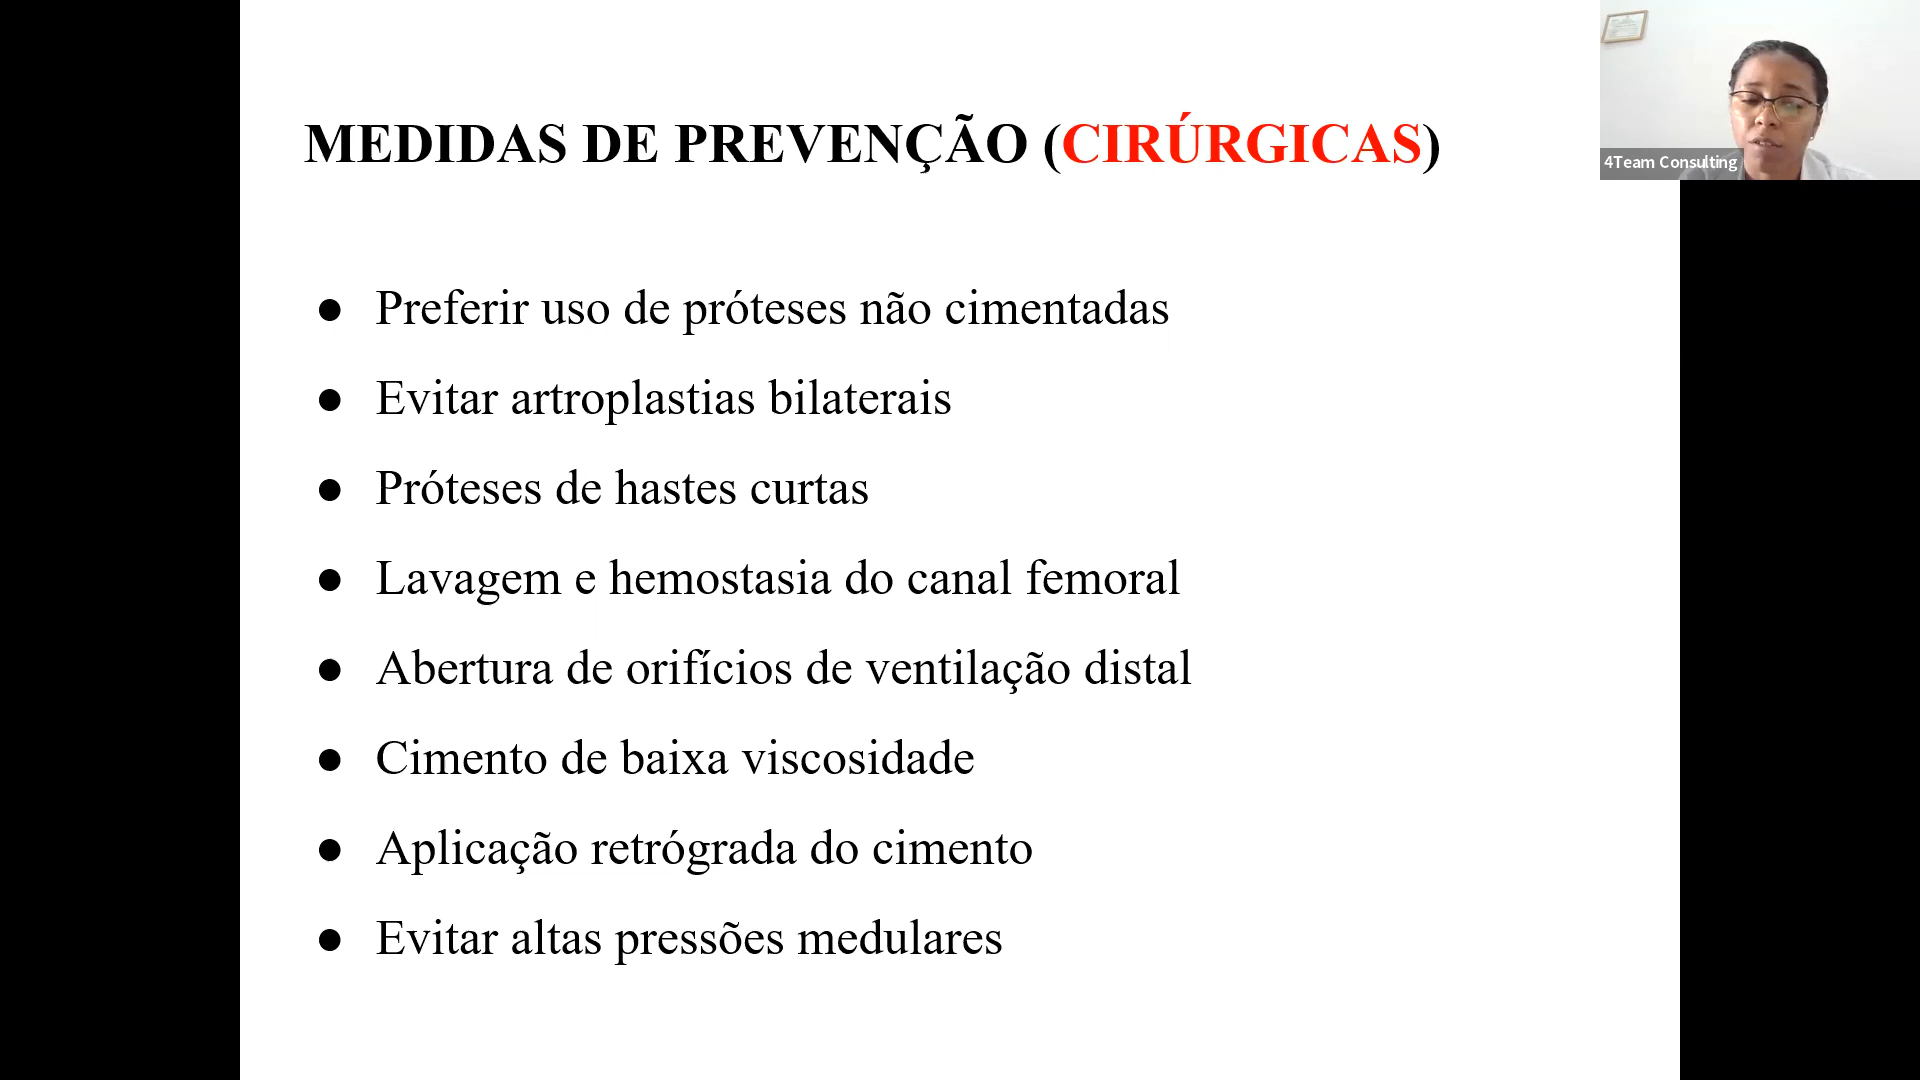 MEDIDAS DE PREVENÇÃO (CIRÚRGICAS)
4Team Consulting
● Preferir uso de próteses não cimentadas
● Evitar artroplastias bilaterais
● Próteses de hastes curtas
● Lavagem e hemostasia do canal femoral
● Abertura de orifícios de ventilação distal
● Cimento de baixa viscosidade
● Aplicação retrógrada do cimento
● Evitar altas pressões medulares